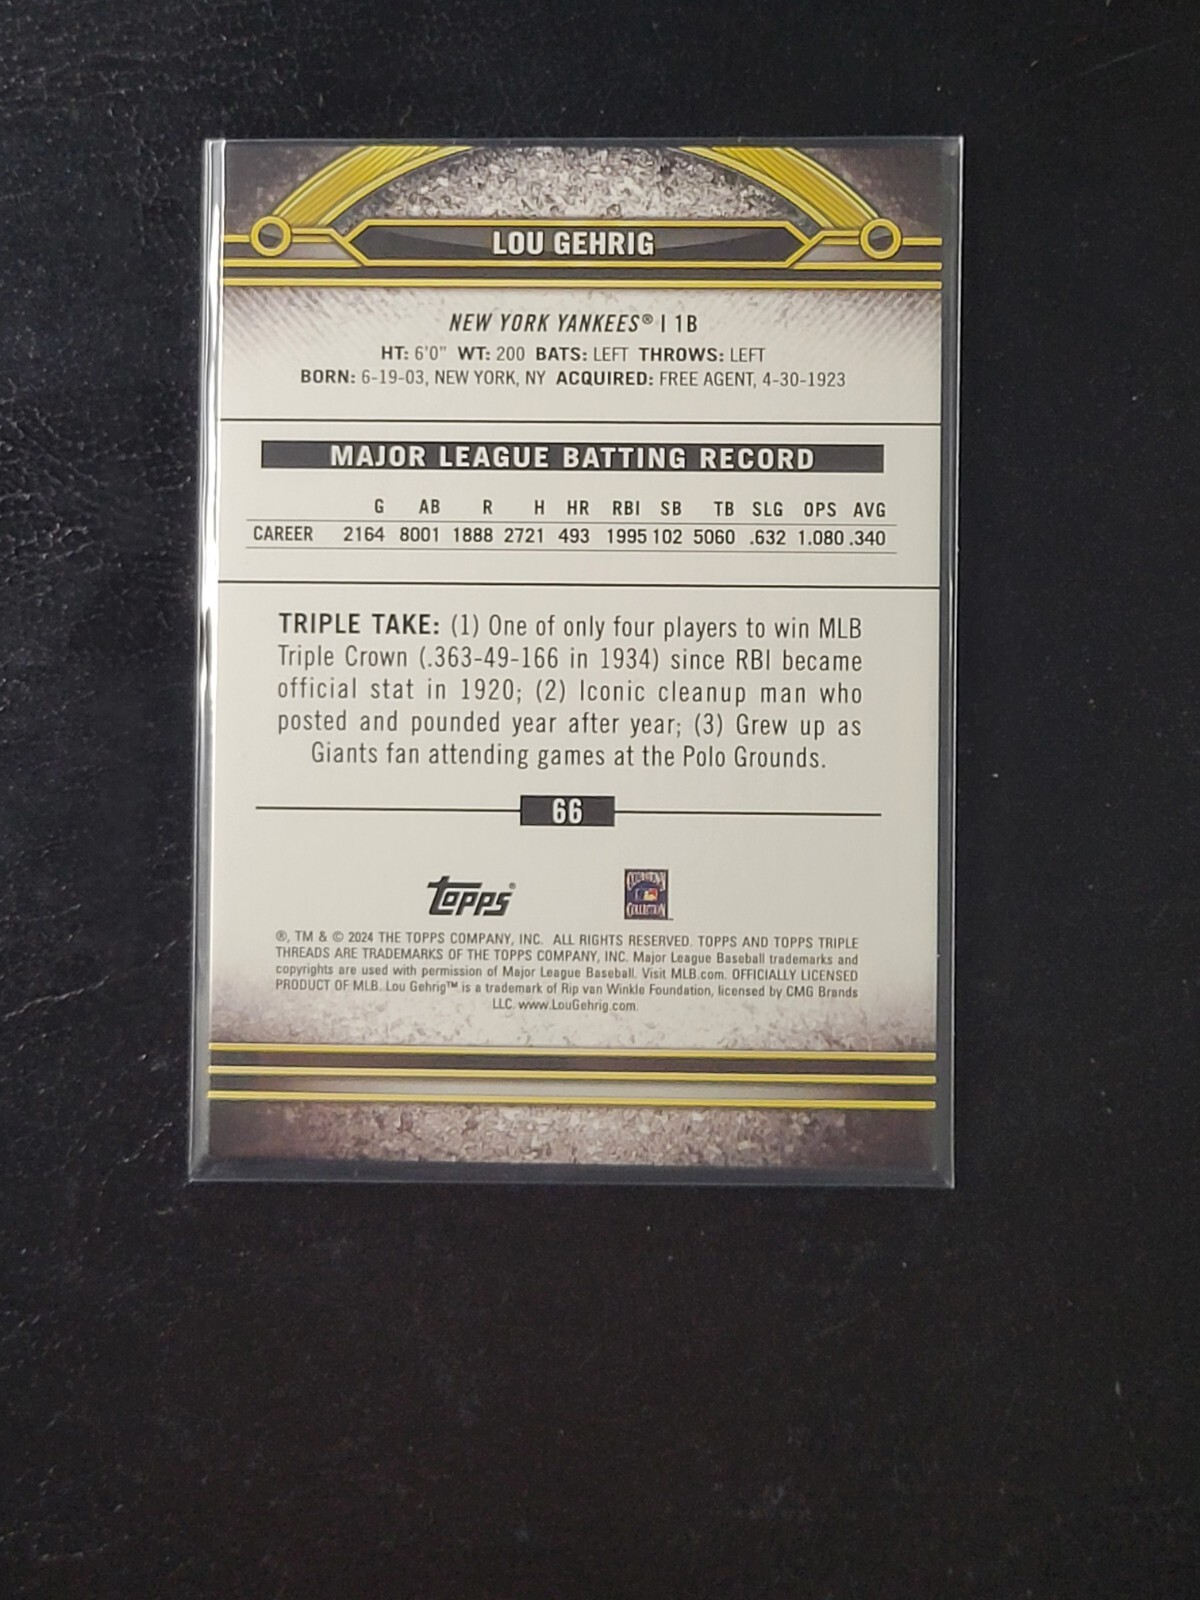 LOU GEHRIG
NEW YORK YANKEES® | 1B
HT: 6'0" WT: 200 BATS: LEFT THROWS: LEFT
BORN: 6-19-03, NEW YORK, NY ACQUIRED: FREE AGENT, 4-30-1923
MAJOR LEAGUE BATTING RECORD
G AB R H HR RBI SB TB SLG OPS AVG
CAREER 2164 8001 1888 2721 493 1995 102 5060 .632 1.080 .340
TRIPLE TAKE: (1) One of only four players to win MLB
Triple Crown (.363-49-166 in 1934) since RBI became
official stat in 1920; (2) Iconic cleanup man who
posted and pounded year after year; (3) Grew up as
Giants fan attending games at the Polo Grounds.
66
topps®
COLLECTION
®, TM & © 2024 THE TOPPS COMPANY, INC. ALL RIGHTS RESERVED. TOPPS AND TOPPS TRIPLE
THREADS ARE TRADEMARKS OF THE TOPPS COMPANY, INC. Major League Baseball trademarks and
copyrights are used with permission of Major League Baseball. Visit MLB.com. OFFICIALLY LICENSED
PRODUCT OF MLB. Lou Gehrig™ is a trademark of Rip van Winkle Foundation, licensed by CMG Brands
LLC. www.LouGehrig.com.